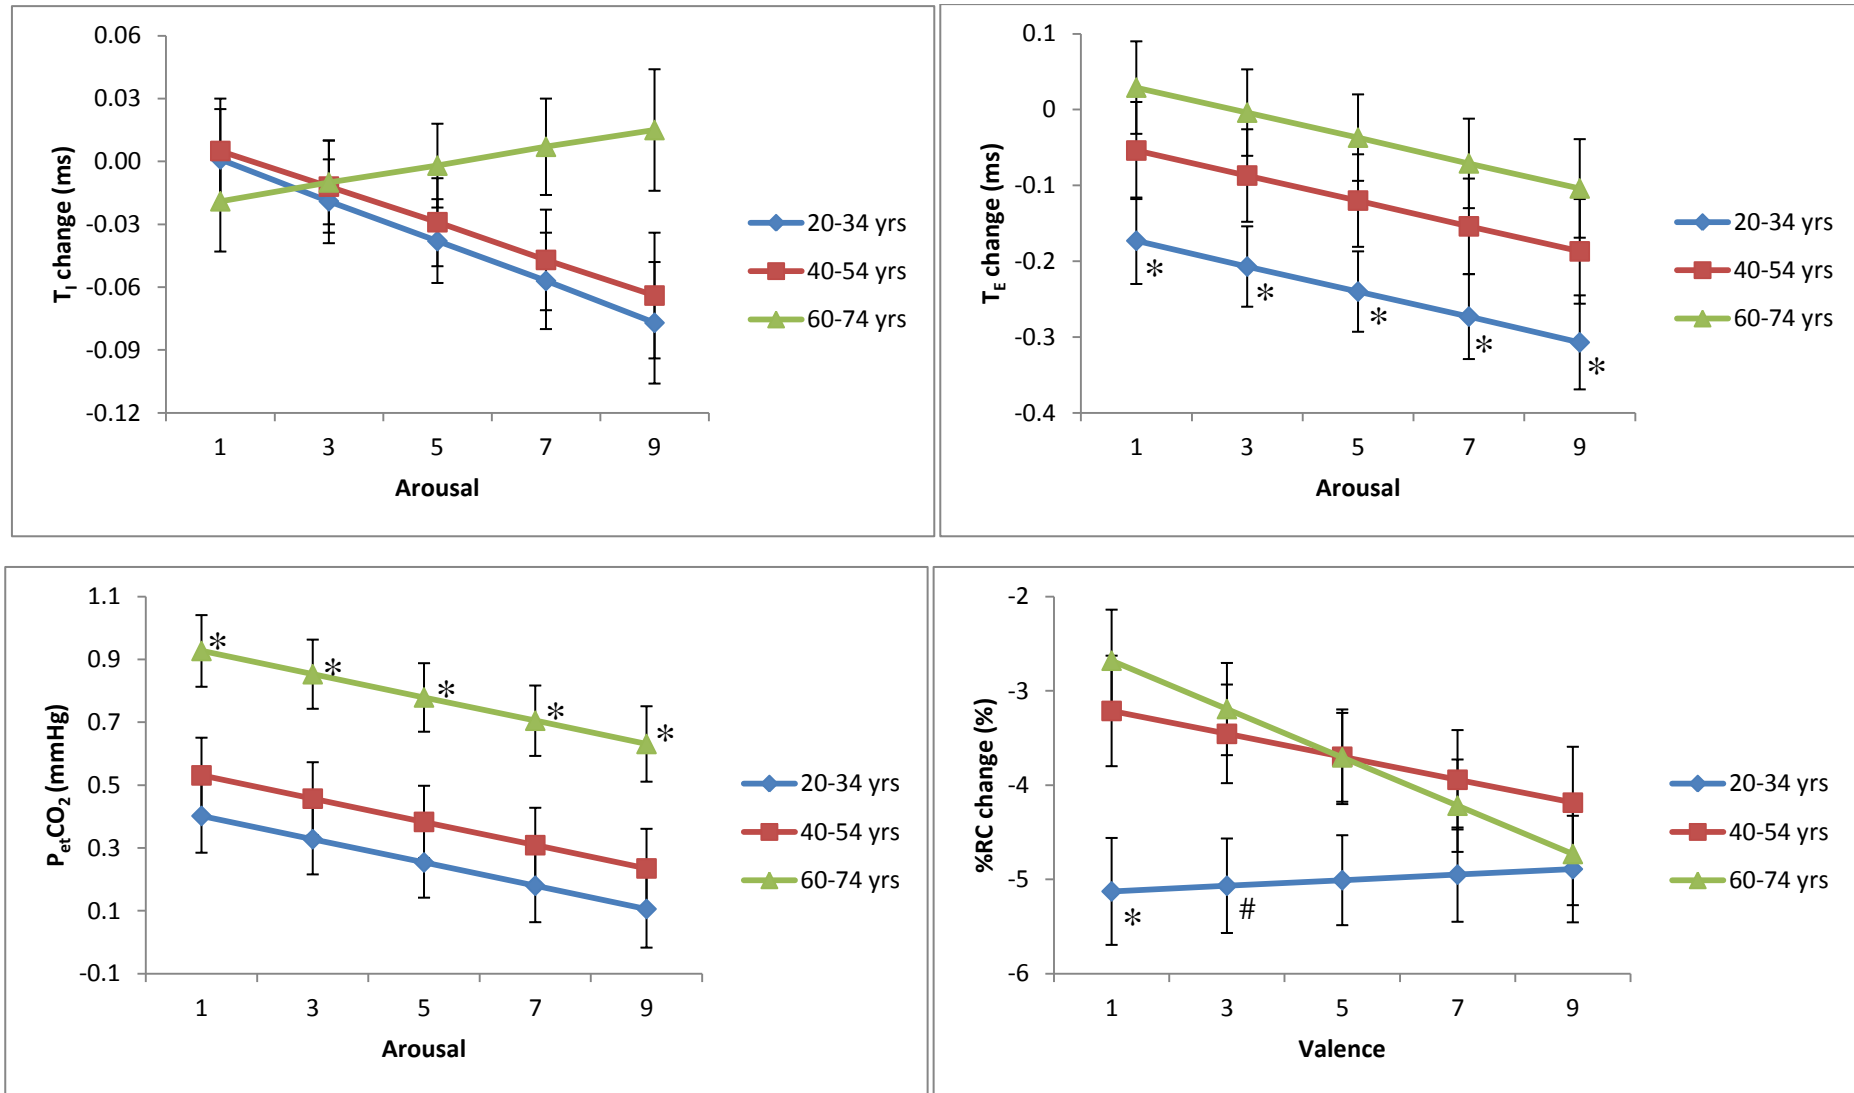 0.06
0.03
0.00
-0.03
-0.06
-0.09
-0.12
T_I change (ms)
1 3 5 7 9
Arousal
20-34 yrs
40-54 yrs
60-74 yrs
0.1
0
-0.1
-0.2
-0.3
-0.4
T_E change (ms)
* * * * *
1 3 5 7 9
Arousal
20-34 yrs
40-54 yrs
60-74 yrs
1.1
0.9
0.7
0.5
0.3
0.1
-0.1
P_etCO_2 (mmHg)
* * * * *
1 3 5 7 9
Arousal
20-34 yrs
40-54 yrs
60-74 yrs
-2
-3
-4
-5
-6
%RC change (%)
* #
1 3 5 7 9
Valence
20-34 yrs
40-54 yrs
60-74 yrs